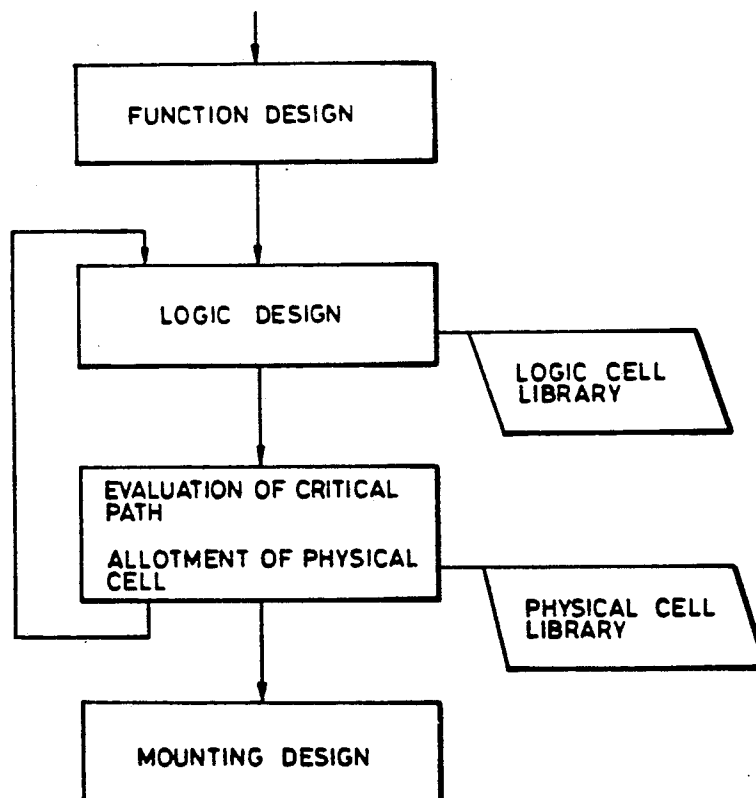 FUNCTION DESIGN
LOGIC DESIGN
LOGIC CELL
LIBRARY
EVALUATION OF CRITICAL
PATH
ALLOTMENT OF PHYSICAL
CELL
PHYSICAL CELL
LIBRARY
MOUNTING DESIGN